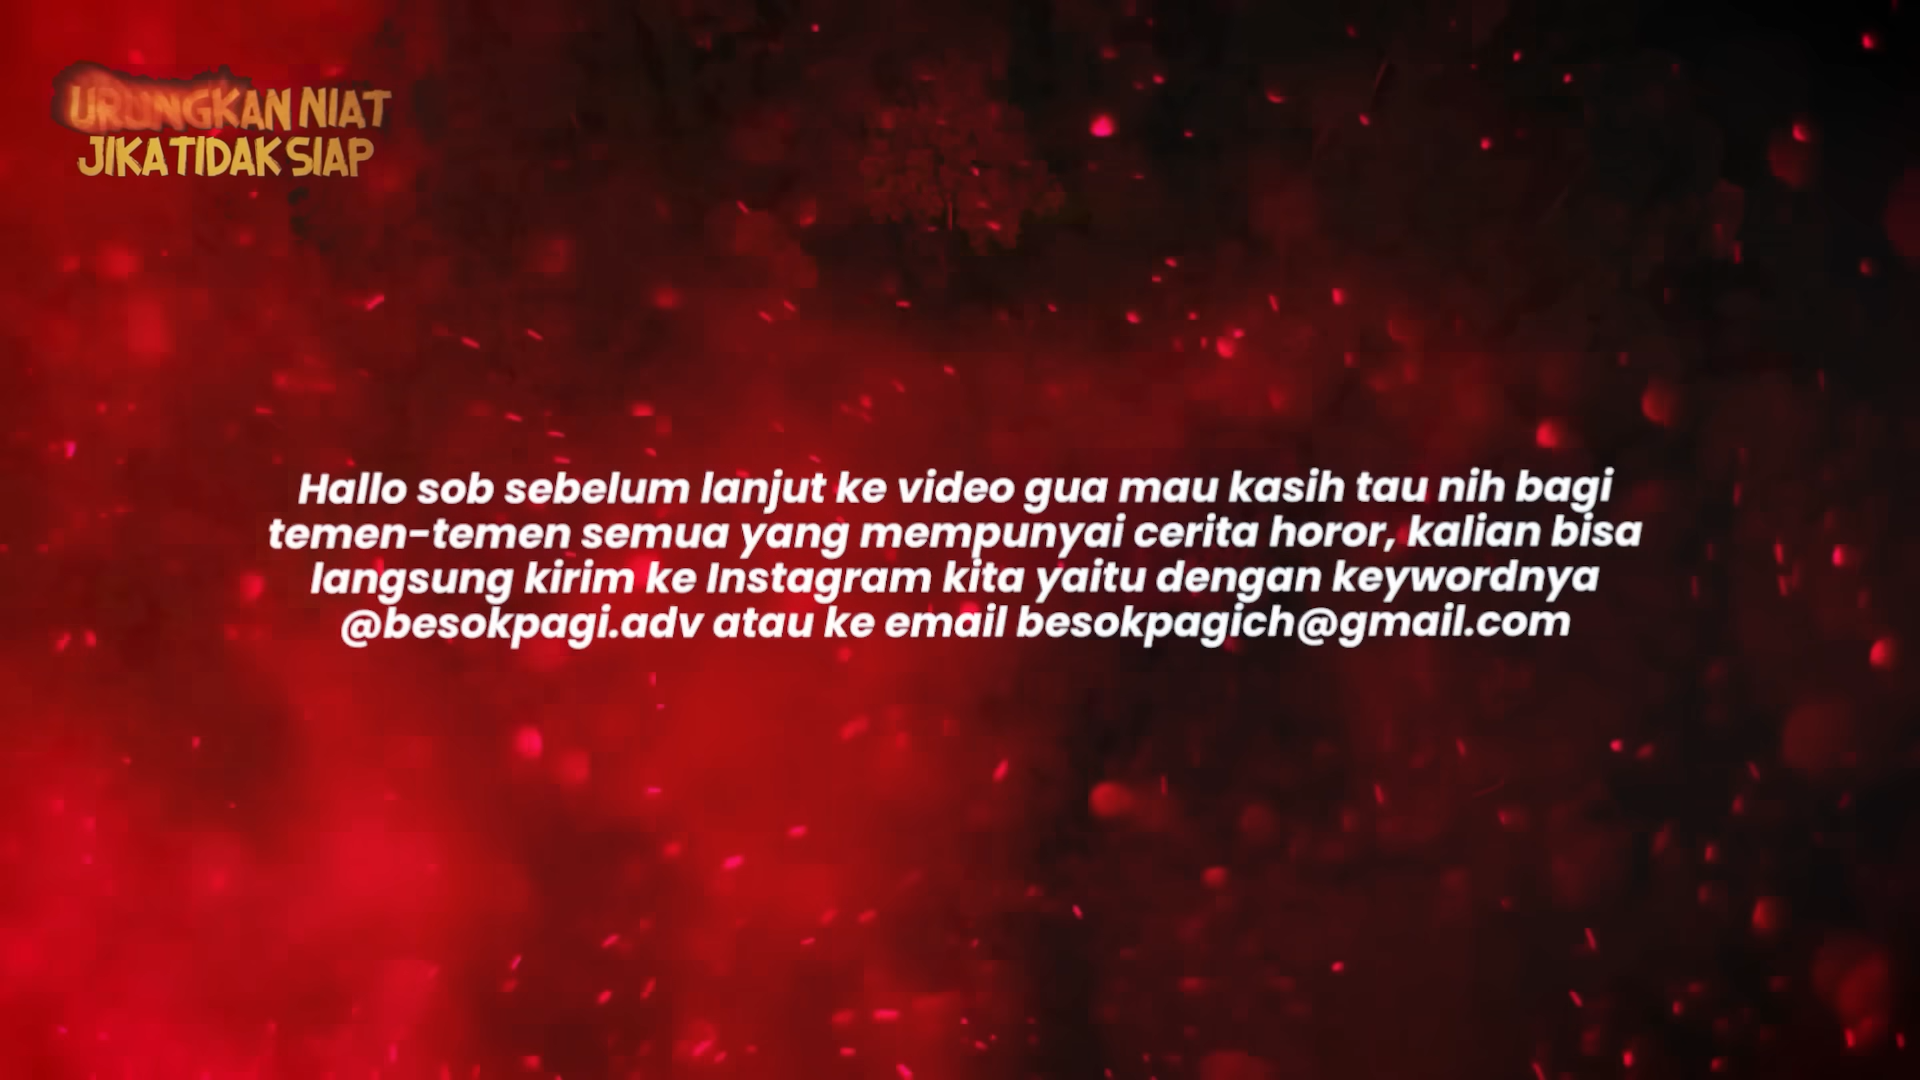 URUNGKAN NIAT
JIKA TIDAK SIAP
Hallo sob sebelum lanjut ke video gua mau kasih tau nih bagi
temen-temen semua yang mempunyai cerita horor, kalian bisa
langsung kirim ke Instagram kita yaitu dengan keywordnya
@besokpagi.adv atau ke email besokpagich@gmail.com